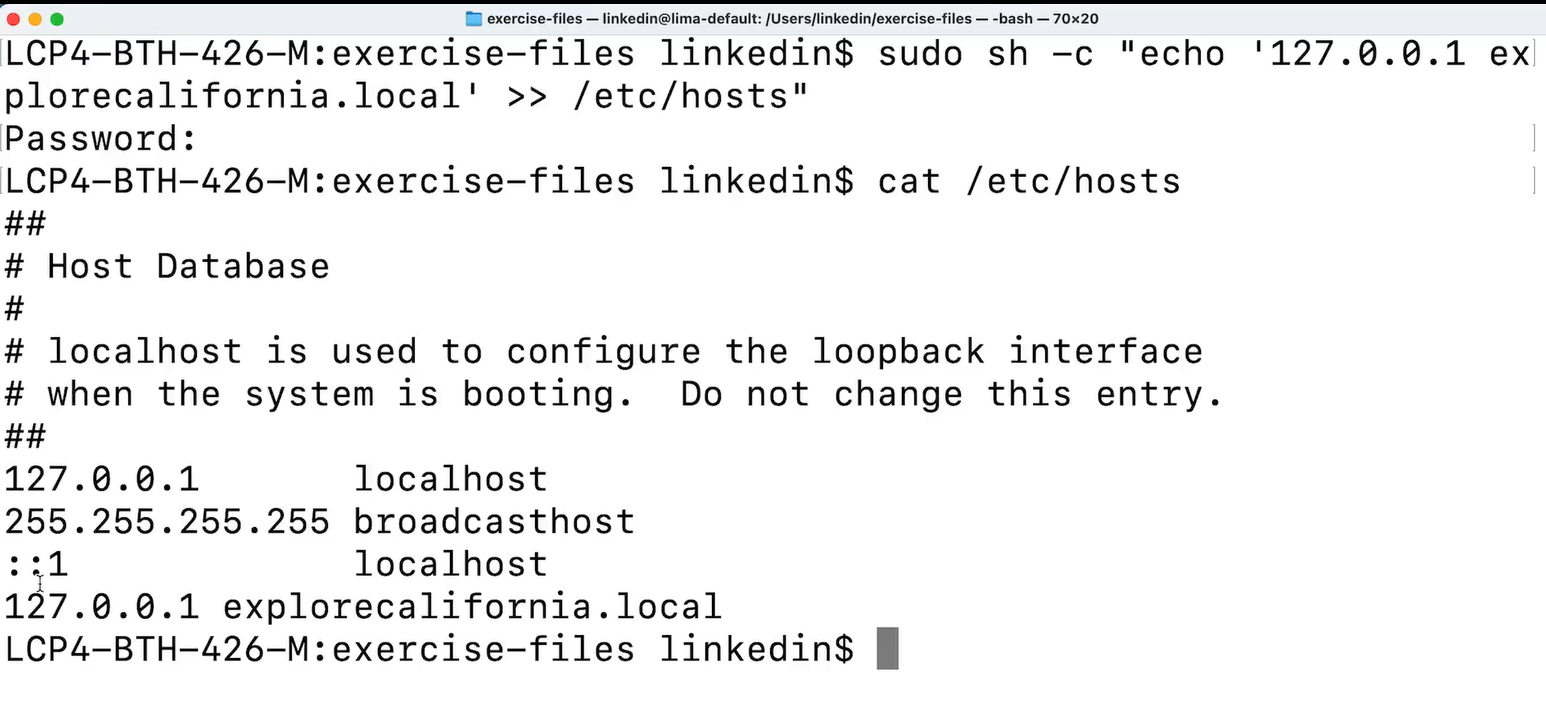 exercise-files — linkedin@lima-default: /Users/linkedin/exercise-files — -bash — 70×20
LCP4-BTH-426-M:exercise-files linkedin$ sudo sh -c "echo '127.0.0.1 ex
plorecalifornia.local' >> /etc/hosts"
Password:
LCP4-BTH-426-M:exercise-files linkedin$ cat /etc/hosts
##
# Host Database
#
# localhost is used to configure the loopback interface
# when the system is booting.  Do not change this entry.
##
127.0.0.1       localhost
255.255.255.255 broadcasthost
::1             localhost
127.0.0.1 explorecalifornia.local
LCP4-BTH-426-M:exercise-files linkedin$